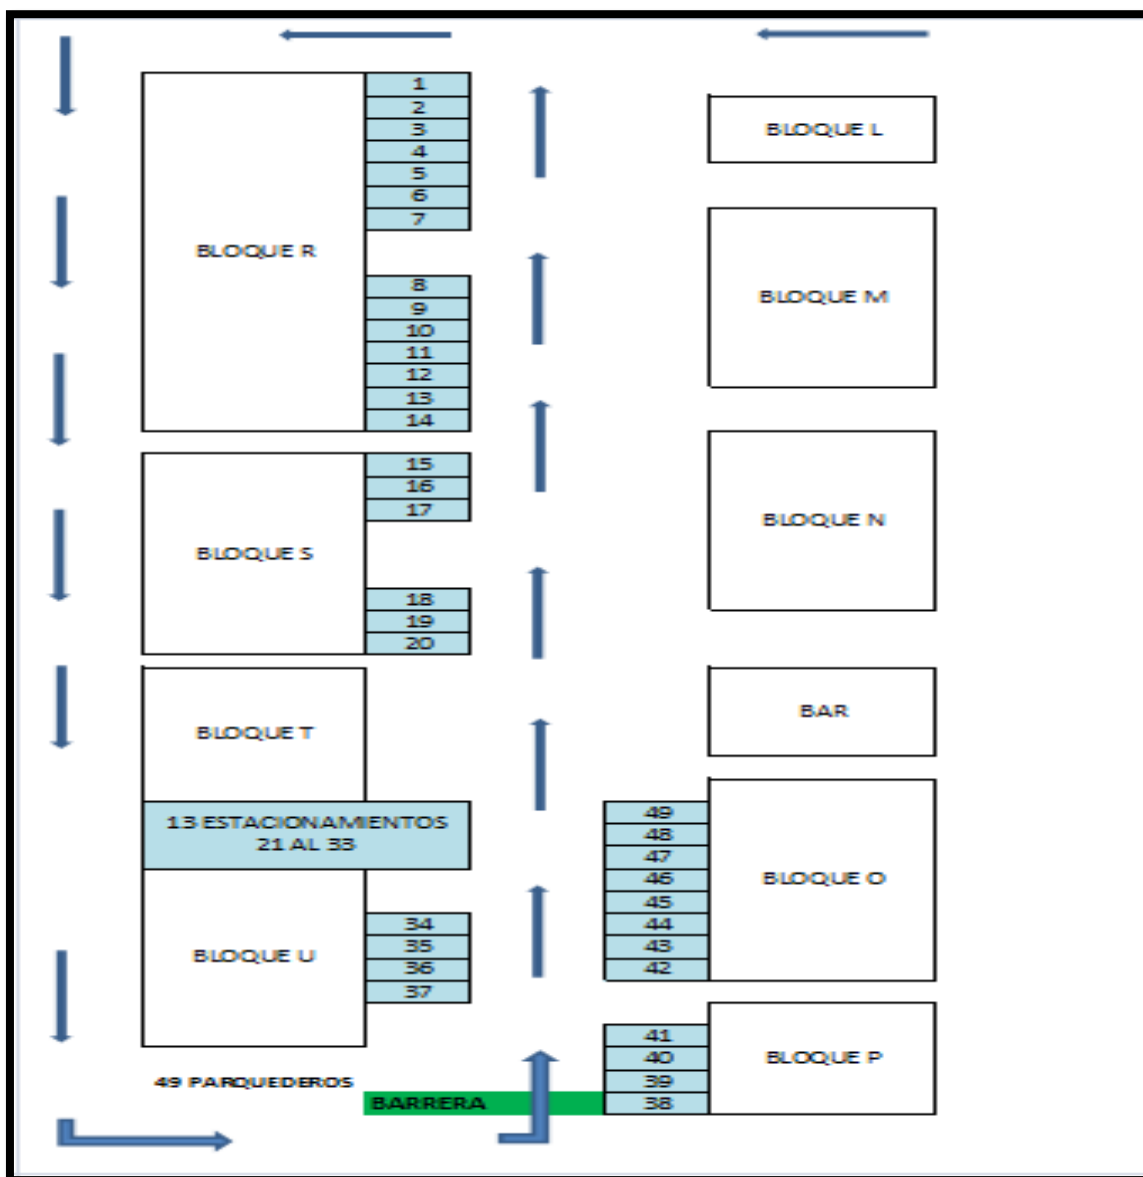 1
2
3
4
5
6
7
BLOQUE R
8
9
10
11
12
13
14
15
16
17
BLOQUE S
18
19
20
BLOQUE T
13 ESTACIONAMIENTOS
21 AL 33
34
35
BLOQUE U
36
37
49 PARQUEDEROS
BARRERA
BLOQUE L
BLOQUE M
BLOQUE N
BAR
49
48
47
46
BLOQUE O
45
44
43
42
41
40
BLOQUE P
39
38